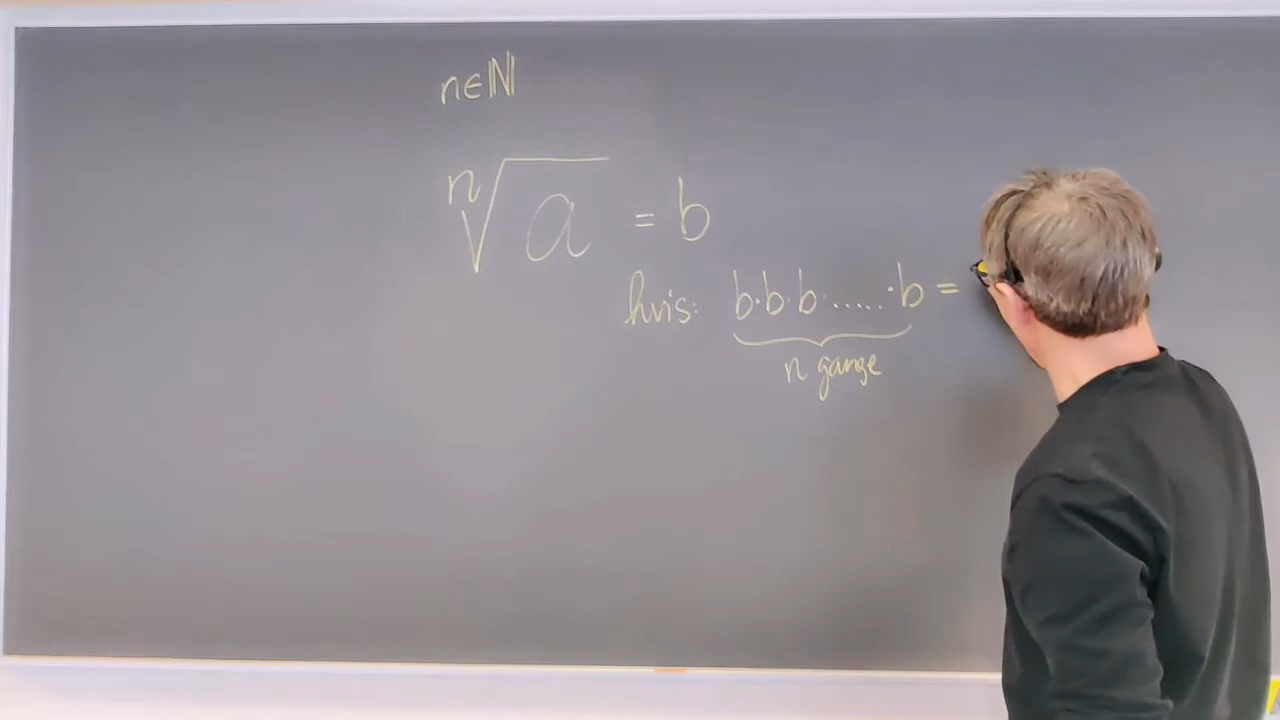 n∈ℕ
ⁿ√a = b
hvis: b·b·b·.....·b =
n gange